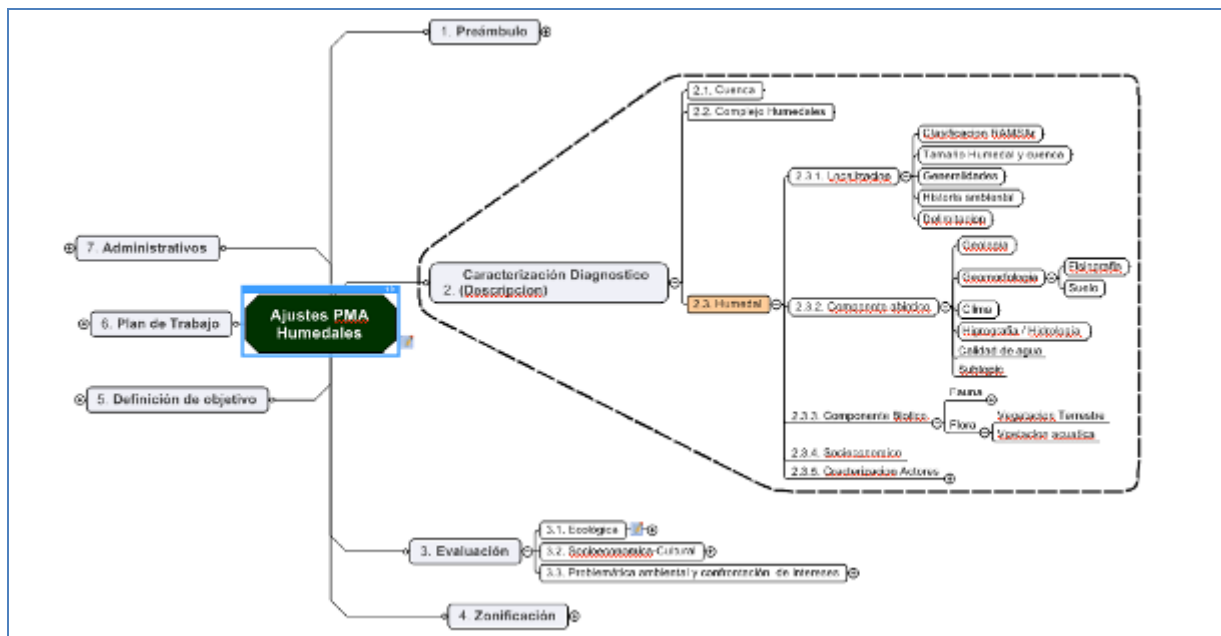 1. Preámbulo
2.1. Cuenca
2.2. Complejo Humedales
Clasificacion RAMSAr
Tamaño Humedal y cuenca
2.3.1. Localizacion
Generalidades
Historia ambiental
Delimitacion
7. Administrativos
Caracterización Diagnostico
2. (Descripcion)
Geologia
Geomorfologia
Fisiografia
Suelo
2.3. Humedal
2.3.2. Componente abiotico
Clima
Ajustes PMA
Humedales
6. Plan de Trabajo
Hidrologia
Calidad de agua
Subtopic
5. Definición de objetivo
Fauna
2.3.3. Componente Biotico
Flora
Vegetacion Terrestre
acuatica
2.3.4. Socioeconomico
2.3.5. Actores
3.1. Ecológica
3. Evaluación
3.2. Socioeconomica-Cultural
3.3. Problemática ambiental y confrontación de intereses
4. Zonificación